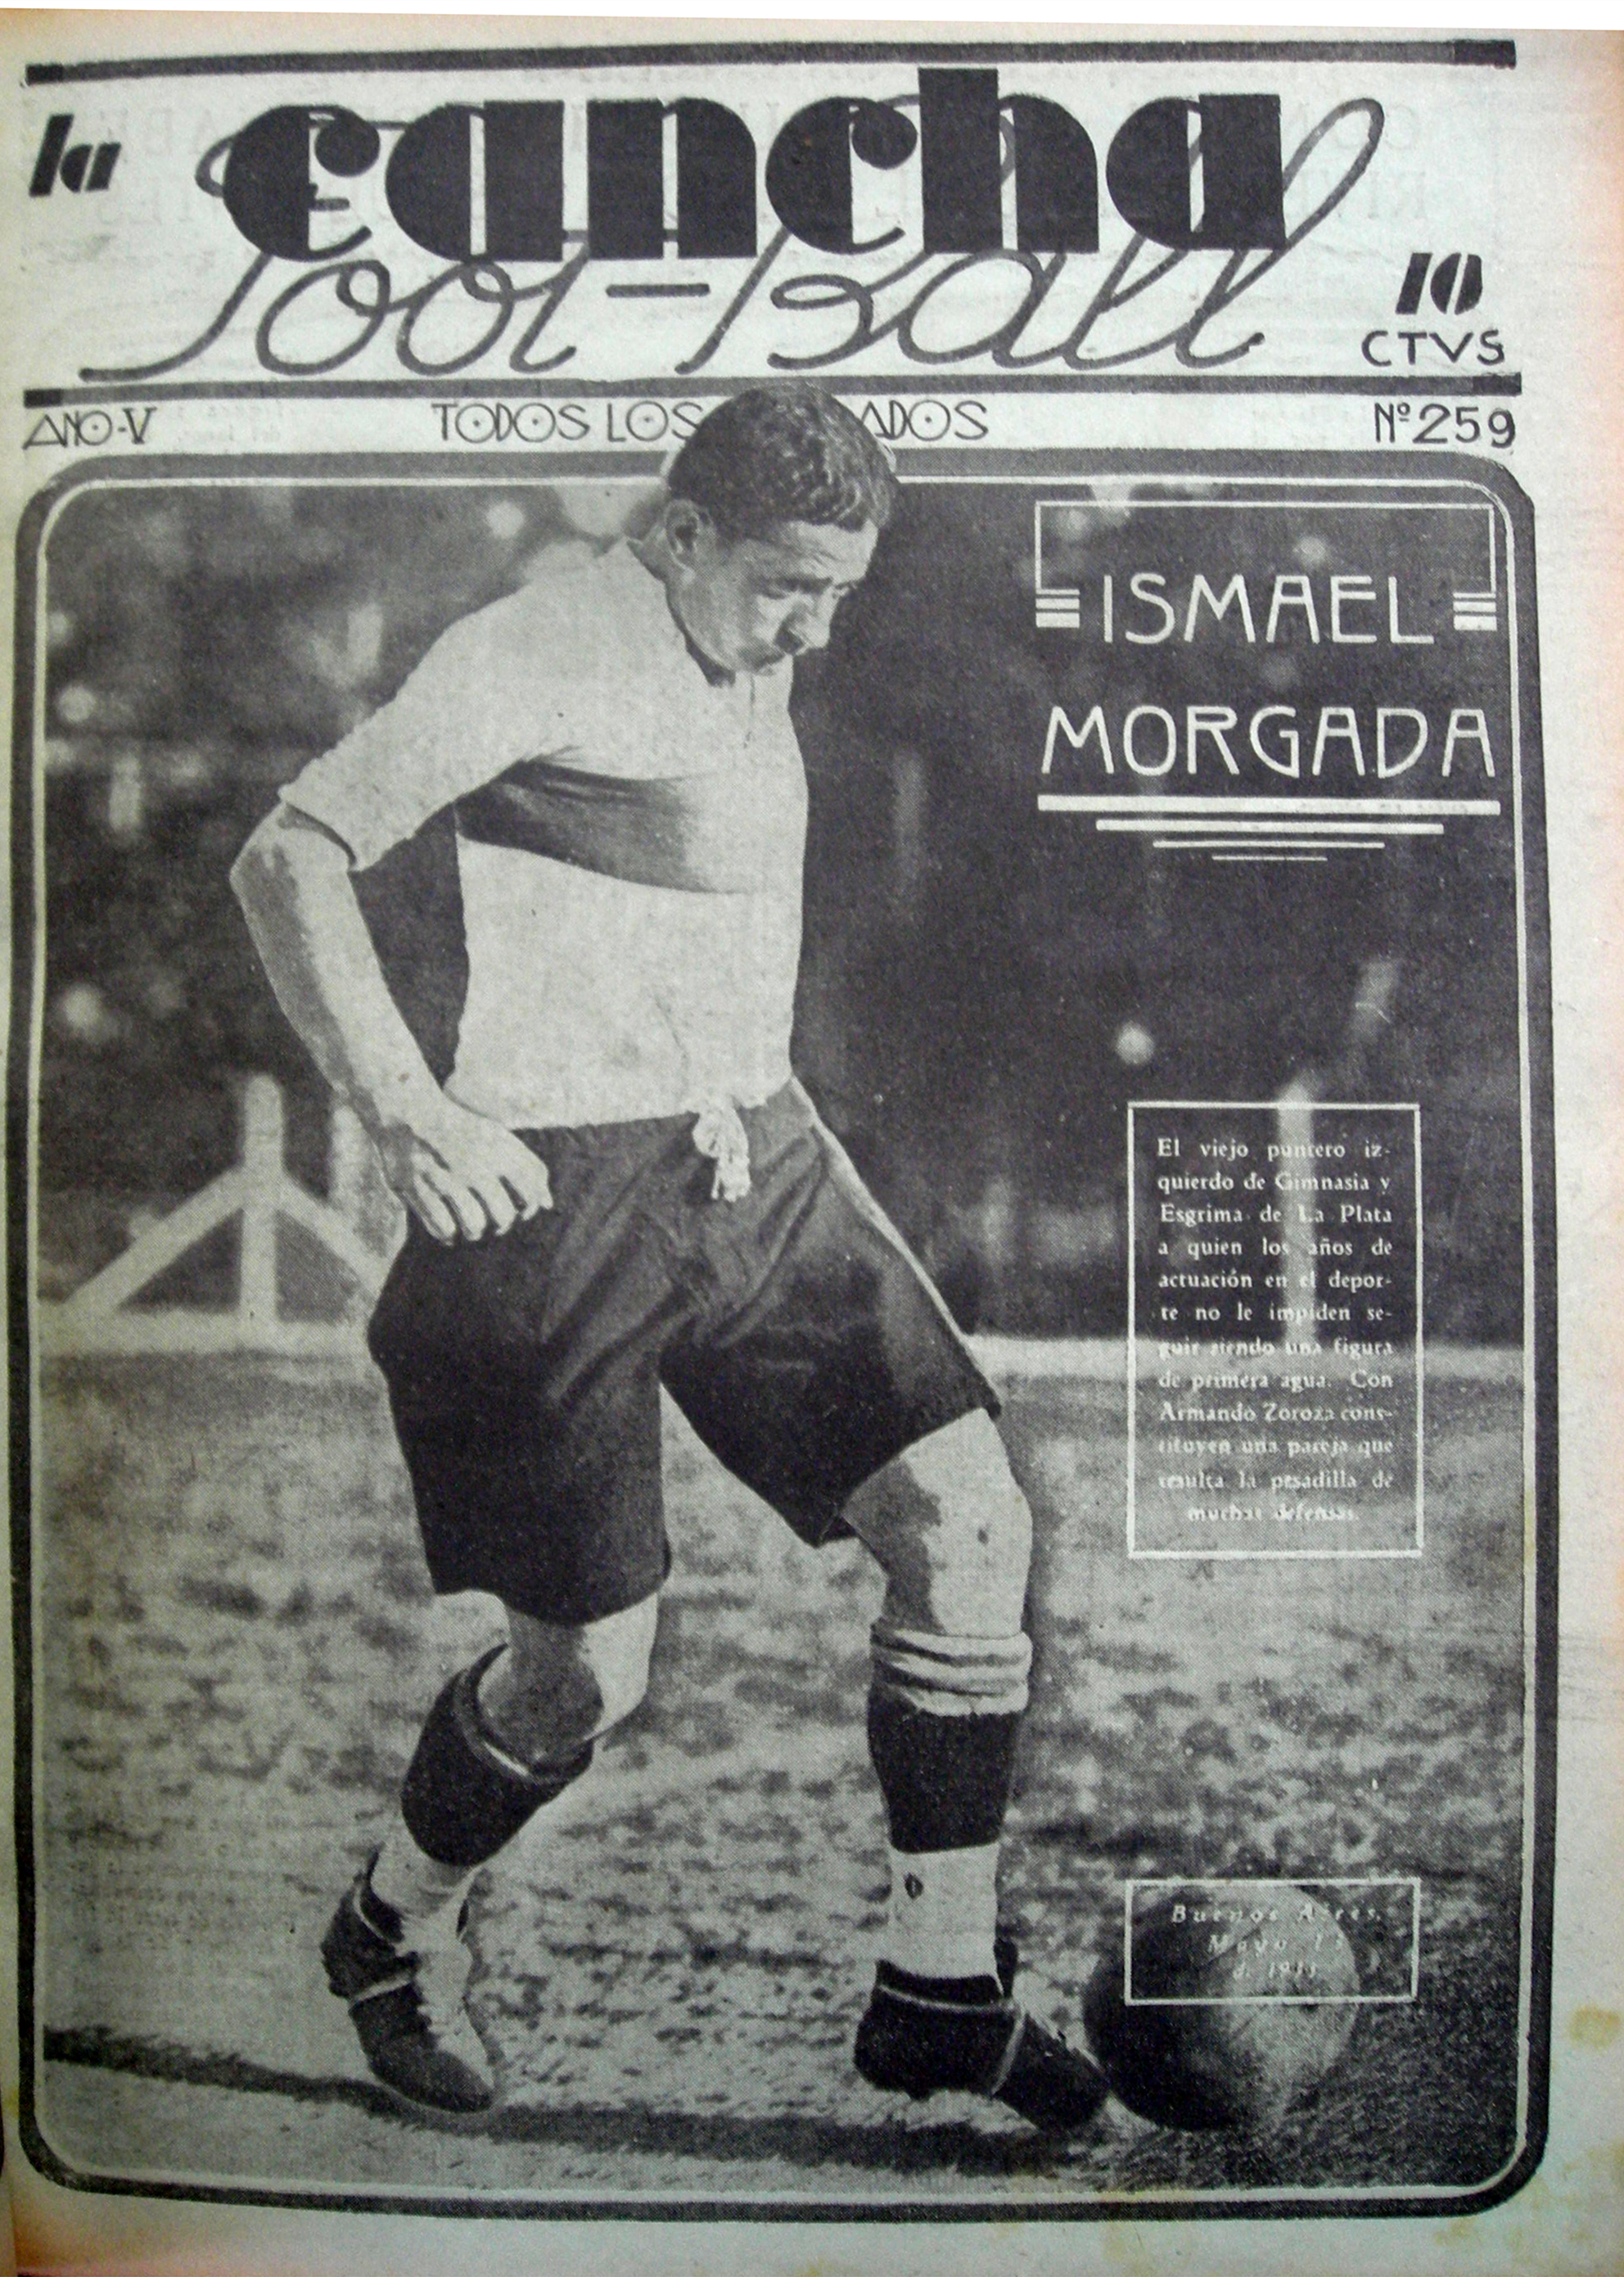 la cancha
Foot-Ball
10
CTVS
AÑO-V TODOS LOS ADOS Nº 259
ISMAEL
MORGADA
El viejo puntero iz-
quierdo de Gimnasia y
Esgrima de La Plata
a quien los años de
actuación en el depor-
te no le impiden se-
guir siendo una figura
de primera agua. Con
Armando Zoroza cons-
tituyen una pareja que
resulta la pesadilla de
muchas defensas.
Buenos Aires,
Mayo